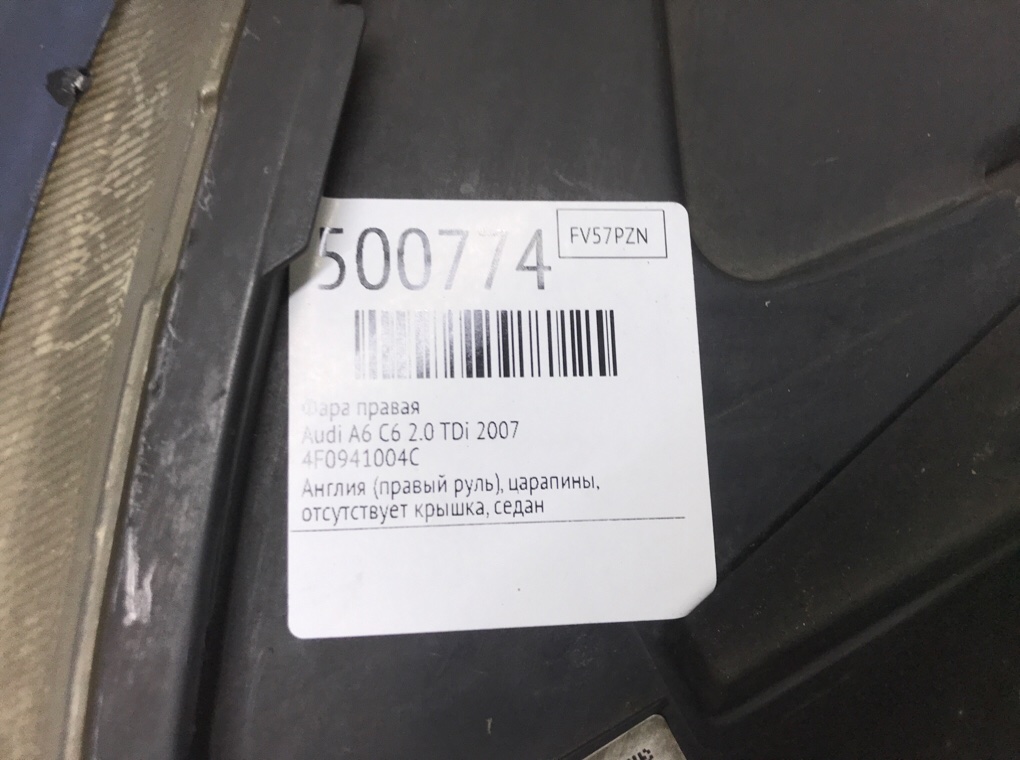 500774
FV57PZN
Фара правая
Audi A6 C6 2.0 TDi 2007
4F0941004C
Англия (правый руль), царапины,
отсутствует крышка, седан